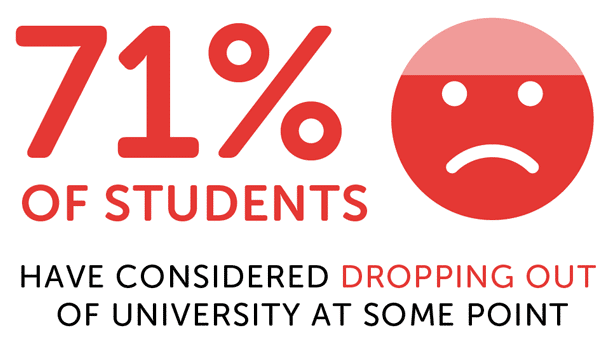 71%
OF STUDENTS
HAVE CONSIDERED DROPPING OUT
OF UNIVERSITY AT SOME POINT